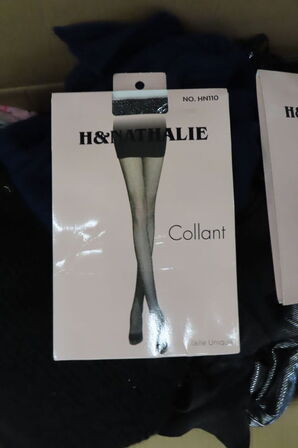 NO. HN110
H&NATHALIE
Collant
Taille Unique
H&